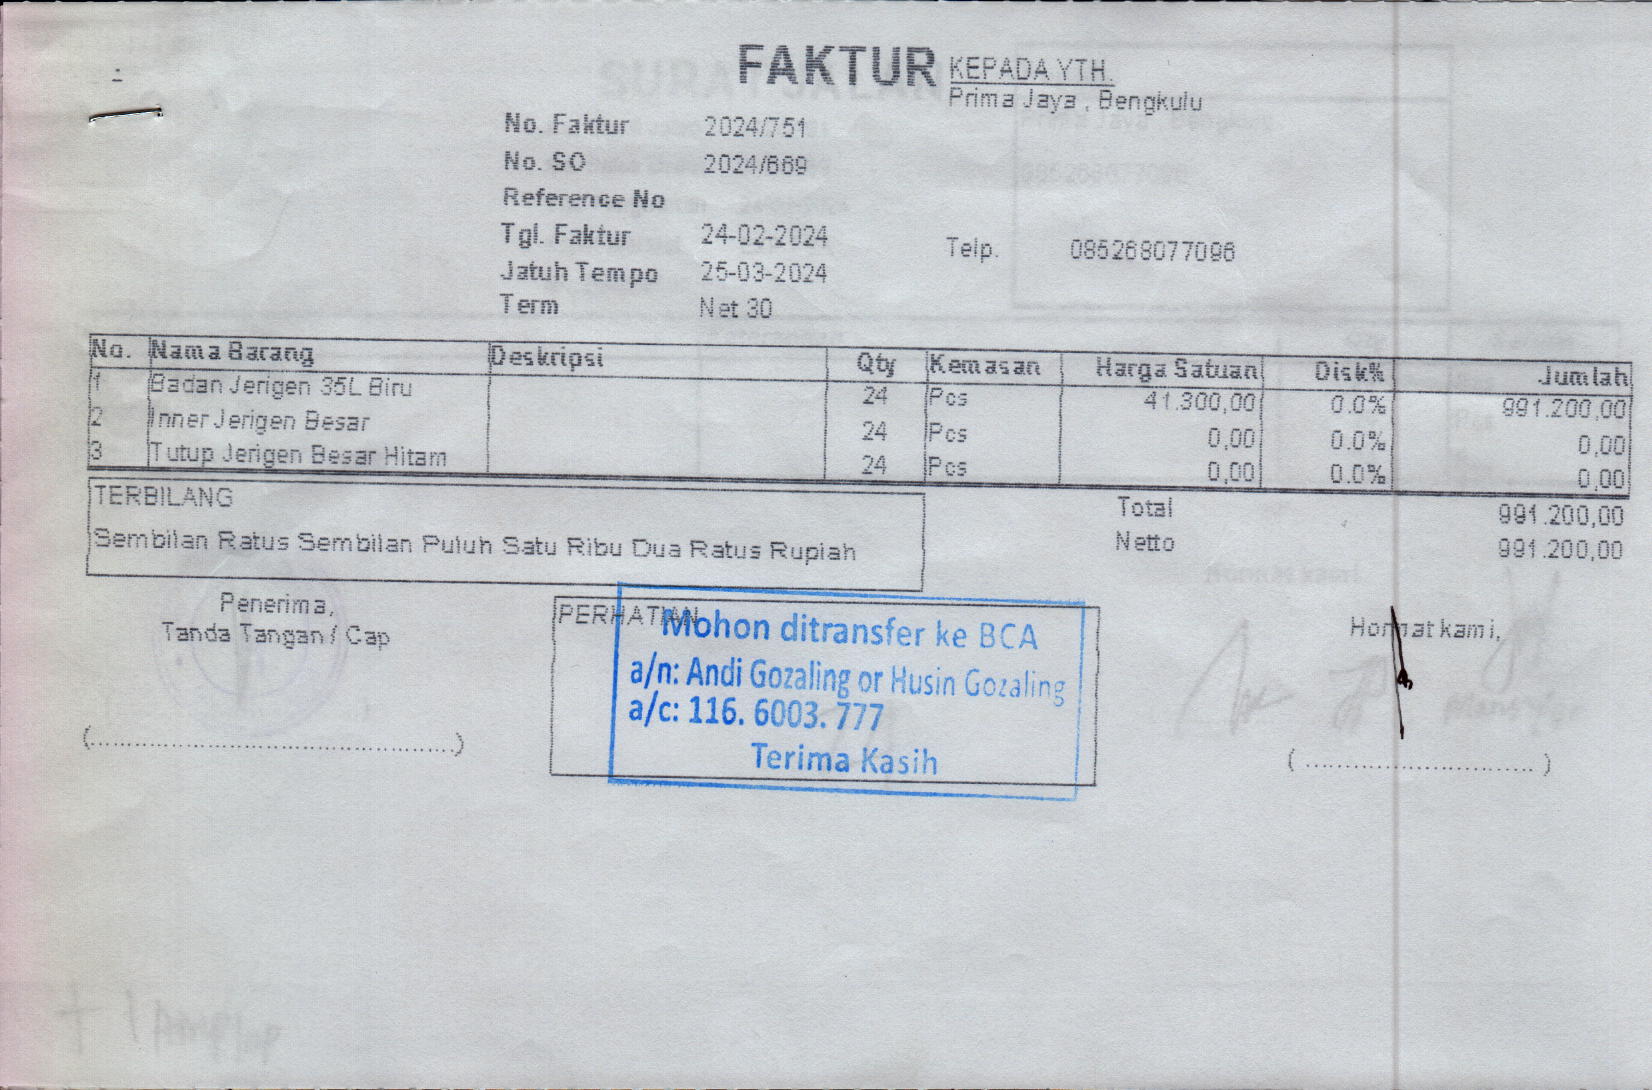 FAKTUR
KEPADA YTH.
Prima Jaya , Bengkulu
No. Faktur 2024/751
No. SO 2024/669
Reference No
Tgl. Faktur 24-02-2024
Telp. 085268077096
Jatuh Tempo 25-03-2024
Term Net 30
No. Nama Barang Deskripsi Qty Kemasan Harga Satuan Disk% Jumlah
1 Badan Jerigen 35L Biru 24 Pcs 41.300,00 0.0% 991.200,00
2 Inner Jerigen Besar 24 Pcs 0,00 0.0% 0,00
3 Tutup Jerigen Besar Hitam 24 Pcs 0,00 0.0% 0,00
TERBILANG
Sembilan Ratus Sembilan Puluh Satu Ribu Dua Ratus Rupiah
Total 991.200,00
Netto 991.200,00
Penerima,
Tanda Tangan / Cap
(..................................................)
PERHATIAN
Mohon ditransfer ke BCA
a/n: Andi Gozaling or Husin Gozaling
a/c: 116. 6003. 777
Terima Kasih
Hormat kami,
( ............................... )
+ 1 Amplop